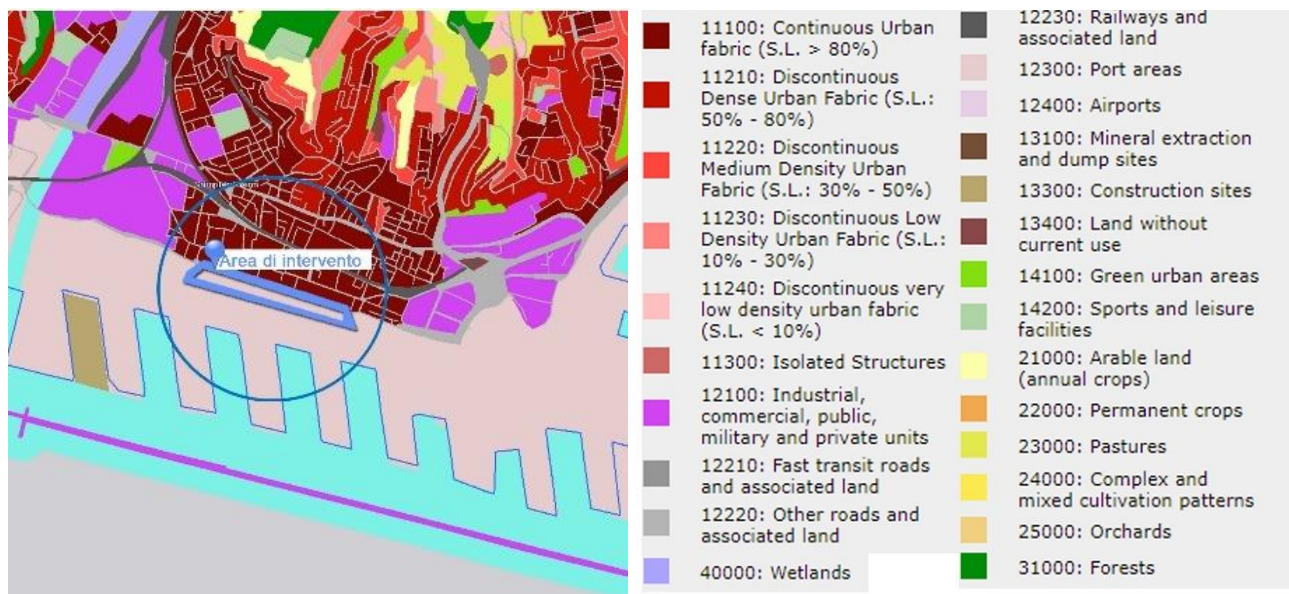 Area di intervento
11100: Continuous Urban
fabric (S.L. > 80%)
11210: Discontinuous
Dense Urban Fabric (S.L.:
50% - 80%)
11220: Discontinuous
Medium Density Urban
Fabric (S.L.: 30% - 50%)
11230: Discontinuous Low
Density Urban Fabric (S.L.:
10% - 30%)
11240: Discontinuous very
low density urban fabric
(S.L. < 10%)
11300: Isolated Structures
12100: Industrial,
commercial, public,
military and private units
12210: Fast transit roads
and associated land
12220: Other roads and
associated land
40000: Wetlands
12230: Railways and
associated land
12300: Port areas
12400: Airports
13100: Mineral extraction
and dump sites
13300: Construction sites
13400: Land without
current use
14100: Green urban areas
14200: Sports and leisure
facilities
21000: Arable land
(annual crops)
22000: Permanent crops
23000: Pastures
24000: Complex and
mixed cultivation patterns
25000: Orchards
31000: Forests